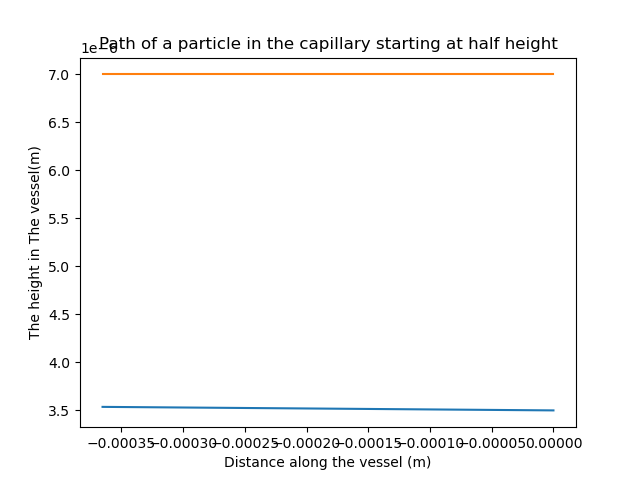 Path of a particle in the capillary starting at half height
1e−6
7.0
6.5
6.0
5.5
5.0
4.5
4.0
3.5
The height in The vessel(m)
−0.00035 −0.00030 −0.00025 −0.00020 −0.00015 −0.00010 −0.00005 0.00000
Distance along the vessel (m)